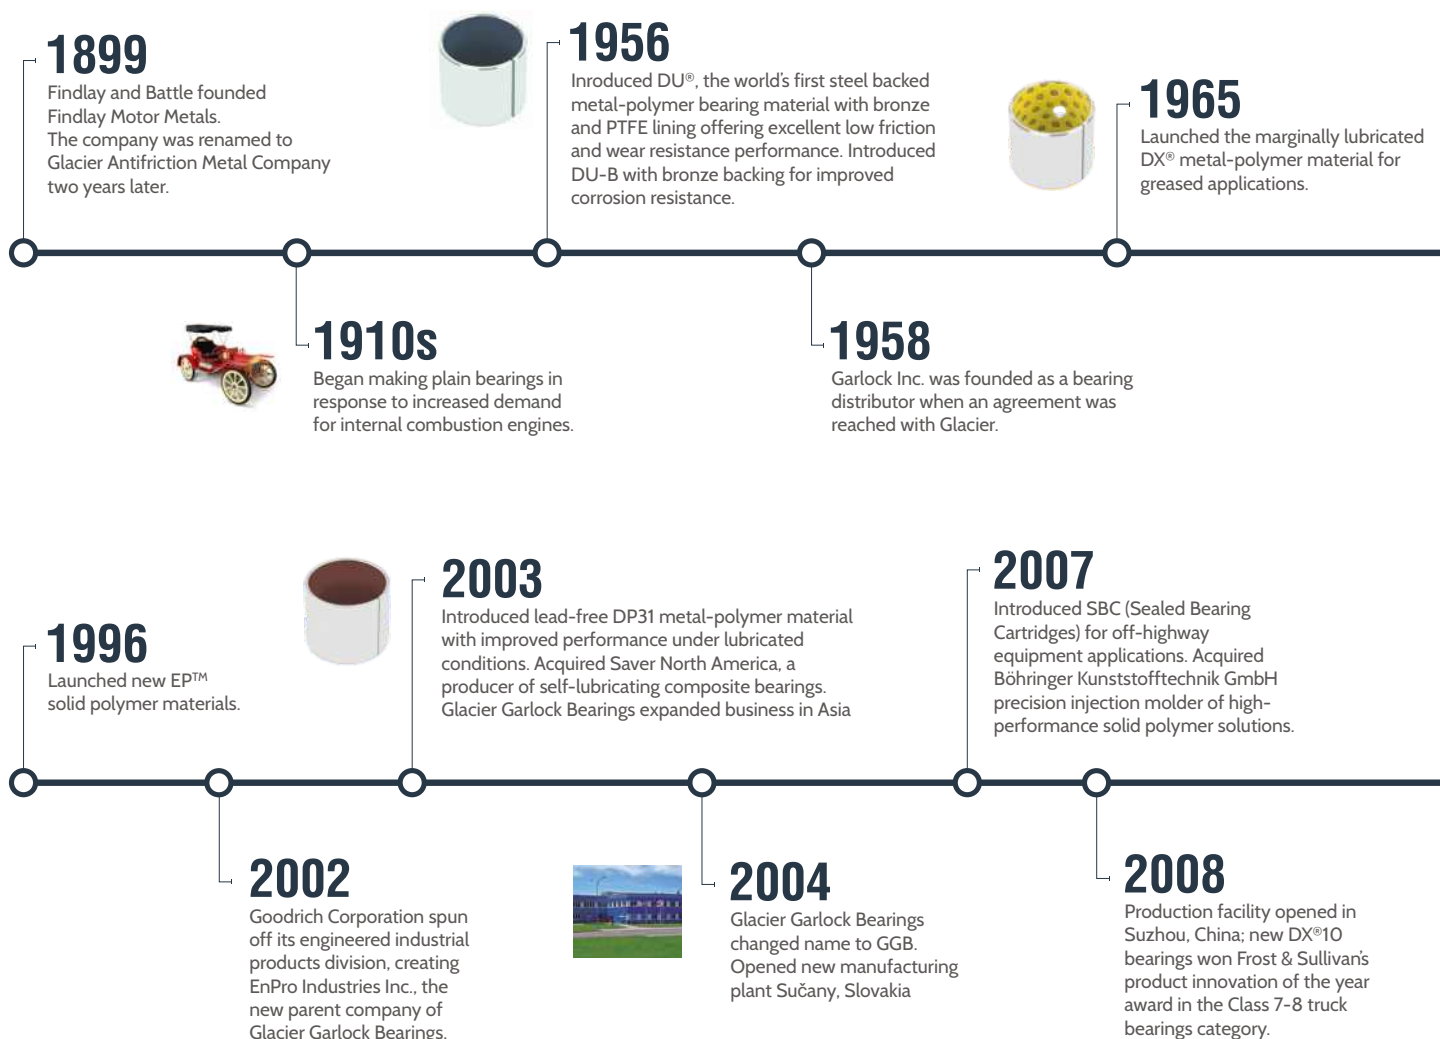 1899
Findlay and Battle founded
Findlay Motor Metals.
The company was renamed to
Glacier Antifriction Metal Company
two years later.
1956
Inroduced DU®, the world's first steel backed
metal-polymer bearing material with bronze
and PTFE lining offering excellent low friction
and wear resistance performance. Introduced
DU-B with bronze backing for improved
corrosion resistance.
1965
Launched the marginally lubricated
DX® metal-polymer material for
greased applications.
1910s
Began making plain bearings in
response to increased demand
for internal combustion engines.
1958
Garlock Inc. was founded as a bearing
distributor when an agreement was
reached with Glacier.
1996
Launched new EP™
solid polymer materials.
2003
Introduced lead-free DP31 metal-polymer material
with improved performance under lubricated
conditions. Acquired Saver North America, a
producer of self-lubricating composite bearings.
Glacier Garlock Bearings expanded business in Asia
2007
Introduced SBC (Sealed Bearing
Cartridges) for off-highway
equipment applications. Acquired
Böhringer Kunststofftechnik GmbH
precision injection molder of high-
performance solid polymer solutions.
2002
Goodrich Corporation spun
off its engineered industrial
products division, creating
EnPro Industries Inc., the
new parent company of
Glacier Garlock Bearings.
2004
Glacier Garlock Bearings
changed name to GGB.
Opened new manufacturing
plant Sučany, Slovakia
2008
Production facility opened in
Suzhou, China; new DX®10
bearings won Frost & Sullivan's
product innovation of the year
award in the Class 7-8 truck
bearings category.